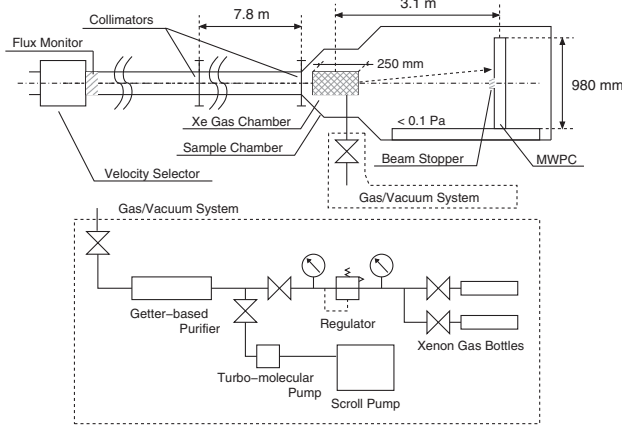 7.8 m
3.1 m
Collimators
Flux Monitor
250 mm
980 mm
Xe Gas Chamber
< 0.1 Pa
Sample Chamber
Beam Stopper
MWPC
Velocity Selector
Gas/Vacuum System
Gas/Vacuum System
Getter−based
Purifier
Regulator
Xenon Gas Bottles
Turbo−molecular
Pump
Scroll Pump